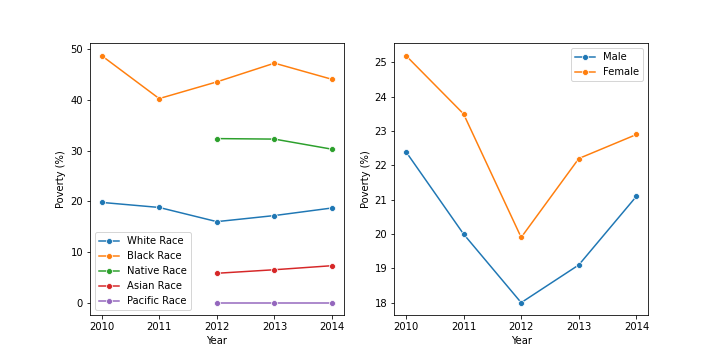 50
40
30
20
10
0
Poverty (%)
White Race
Black Race
Native Race
Asian Race
Pacific Race
2010 2011 2012 2013 2014
Year
25
24
23
22
21
20
19
18
Poverty (%)
Male
Female
2010 2011 2012 2013 2014
Year